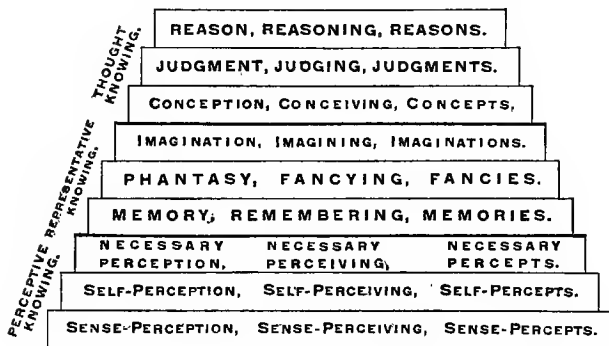 REASON, REASONING, REASONS.
JUDGMENT, JUDGING, JUDGMENTS.
CONCEPTION, CONCEIVING, CONCEPTS.
THOUGHT
KNOWING.
IMAGINATION, IMAGINING, IMAGINATIONS.
PHANTASY, FANCYING, FANCIES.
MEMORY, REMEMBERING, MEMORIES.
REPRESENTATIVE
KNOWING.
NECESSARY NECESSARY NECESSARY
PERCEPTION, PERCEIVING, PERCEPTS.
SELF-PERCEPTION, SELF-PERCEIVING, SELF-PERCEPTS.
SENSE-PERCEPTION, SENSE-PERCEIVING, SENSE-PERCEPTS.
PERCEPTIVE
KNOWING.